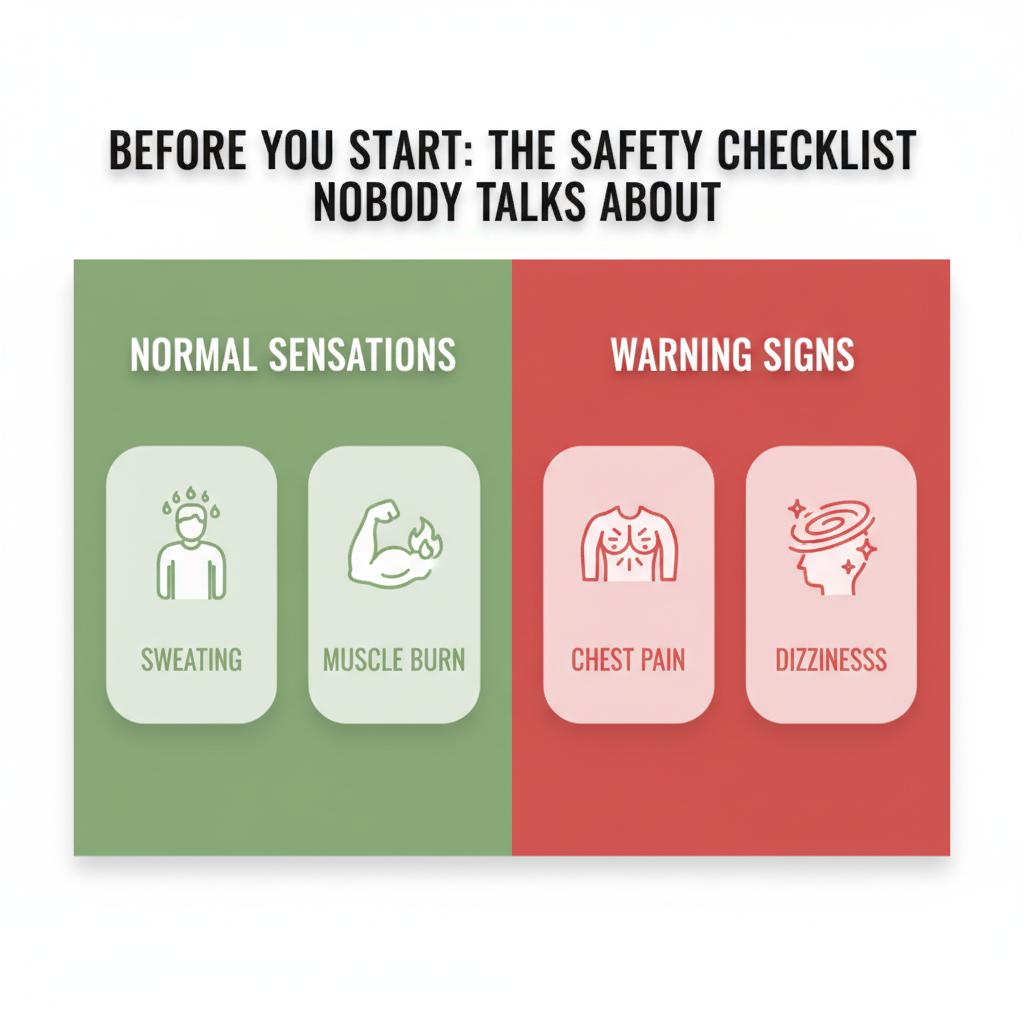 BEFORE YOU START: THE SAFETY CHECKLIST
NOBODY TALKS ABOUT
NORMAL SENSATIONS
WARNING SIGNS
SWEATING
MUSCLE BURN
CHEST PAIN
DIZZINESSS